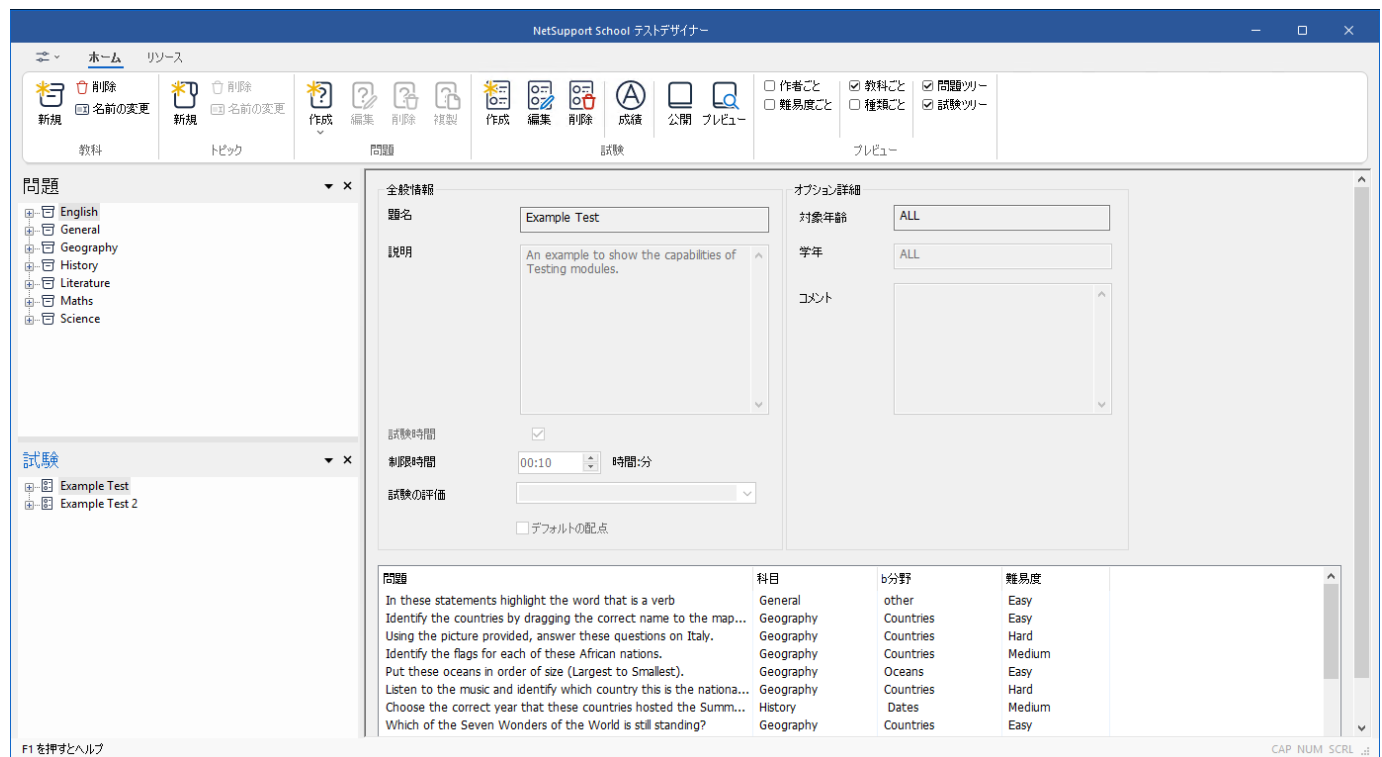 NetSupport School テストデザイナー
ホーム リソース
新規 削除 名前の変更 教科
新規 削除 名前の変更 トピック
作成 編集 削除 複製 問題
作成 編集 削除 成績 公開 プレビュー 試験
作者ごと 教科ごと 問題ツリー
難易度ごと 種類ごと 試験ツリー
プレビュー
問題
English
General
Geography
History
Literature
Maths
Science
試験
Example Test
Example Test 2
全般情報
題名 Example Test
説明 An example to show the capabilities of
Testing modules.
試験時間
制限時間 00:10 時間:分
試験の評価
デフォルトの配点
オプション詳細
対象年齢 ALL
学年 ALL
コメント
問題 科目 b分野 難易度
In these statements highlight the word that is a verb General other Easy
Identify the countries by dragging the correct name to the map... Geography Countries Easy
Using the picture provided, answer these questions on Italy. Geography Countries Hard
Identify the flags for each of these African nations. Geography Countries Medium
Put these oceans in order of size (Largest to Smallest). Geography Oceans Easy
Listen to the music and identify which country this is the nationa... Geography Countries Hard
Choose the correct year that these countries hosted the Summ... History Dates Medium
Which of the Seven Wonders of the World is still standing? Geography Countries Easy
F1 を押すとヘルプ
CAP NUM SCRL